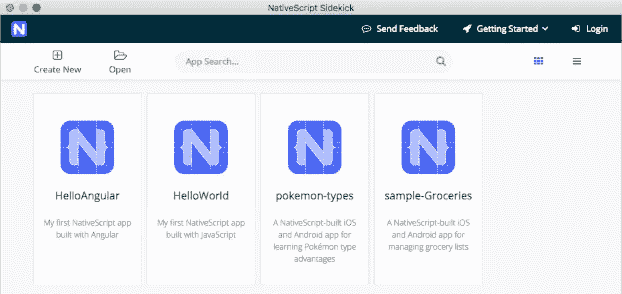 NativeScript Sidekick
Send Feedback
Getting Started
Login
Create New
Open
App Search...
HelloAngular
My first NativeScript app
built with Angular
HelloWorld
My first NativeScript app
built with JavaScript
pokemon-types
A NativeScript-built iOS
and Android app for
learning Pokémon type
advantages
sample-Groceries
A NativeScript-built iOS
and Android app for
managing grocery lists